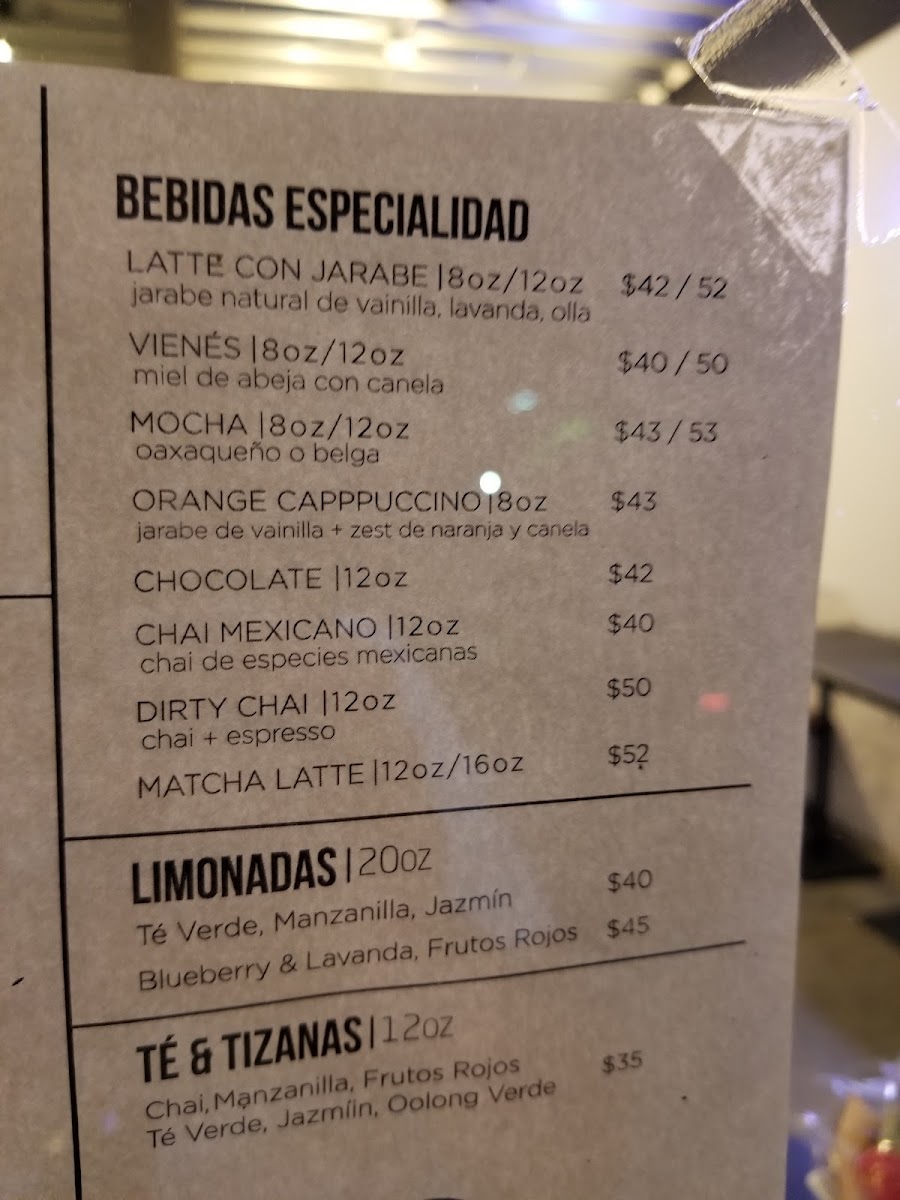 BEBIDAS ESPECIALIDAD
LATTE CON JARABE |8oz/12oz $42 / 52
jarabe natural de vainilla, lavanda, olla
VIENÉS |8oz/12oz $40 / 50
miel de abeja con canela
MOCHA |8oz/12oz $43 / 53
oaxaqueño o belga
ORANGE CAPPPUCCINO|8oz $43
jarabe de vainilla + zest de naranja y canela
CHOCOLATE |12oz $42
CHAI MEXICANO |12oz $40
chai de especies mexicanas
DIRTY CHAI |12oz $50
chai + espresso
MATCHA LATTE |12oz/16oz $52
LIMONADAS|20oz
Té Verde, Manzanilla, Jazmín $40
Blueberry & Lavanda, Frutos Rojos $45
TÉ & TIZANAS|12oz
Chai, Manzanilla, Frutos Rojos $35
Té Verde, Jazmíin, Oolong Verde